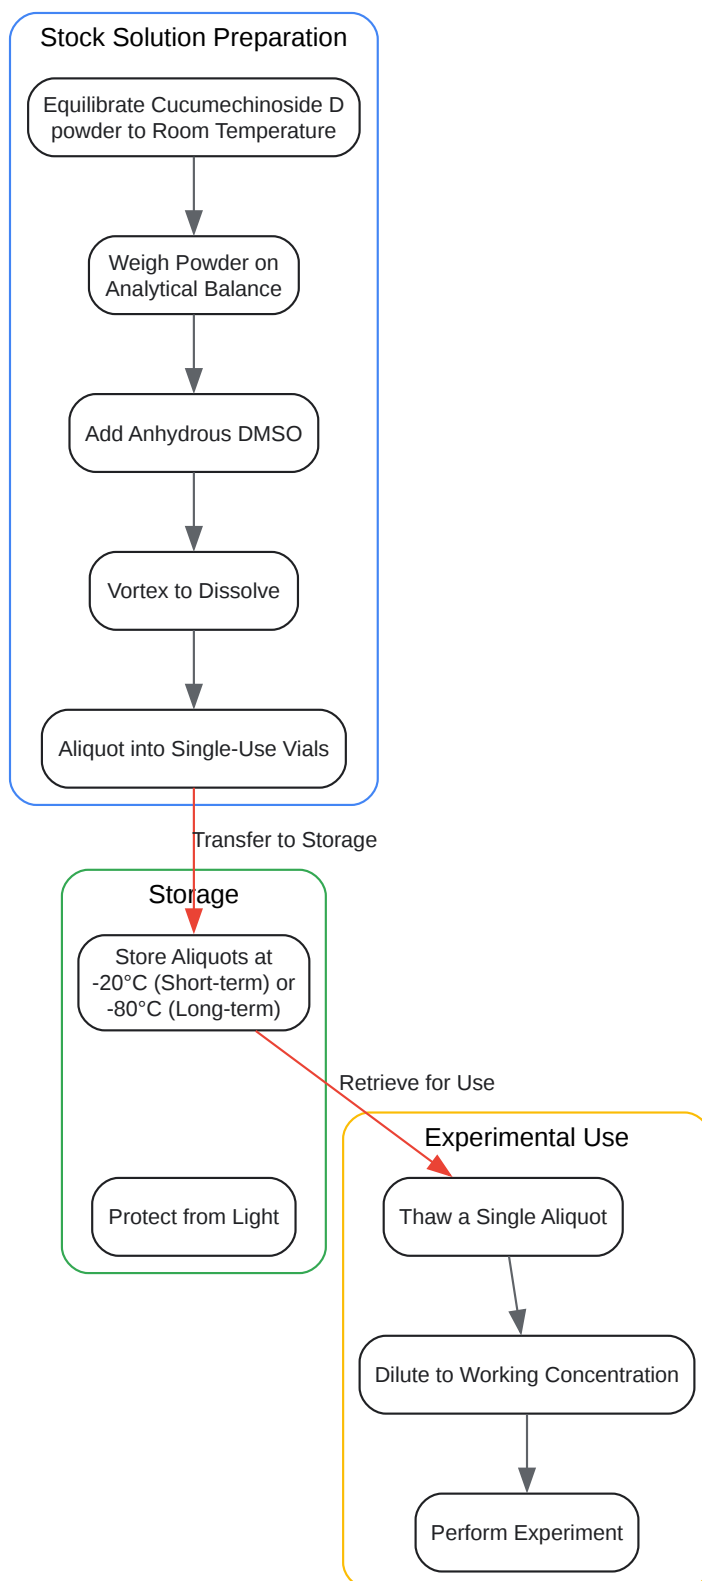 Stock Solution Preparation
Equilibrate Cucumechinoside D
powder to Room Temperature
Weigh Powder on
Analytical Balance
Add Anhydrous DMSO
Vortex to Dissolve
Aliquot into Single-Use Vials
Transfer to Storage
Storage
Store Aliquots at
-20°C (Short-term) or
-80°C (Long-term)
Retrieve for Use
Experimental Use
Protect from Light
Thaw a Single Aliquot
Dilute to Working Concentration
Perform Experiment